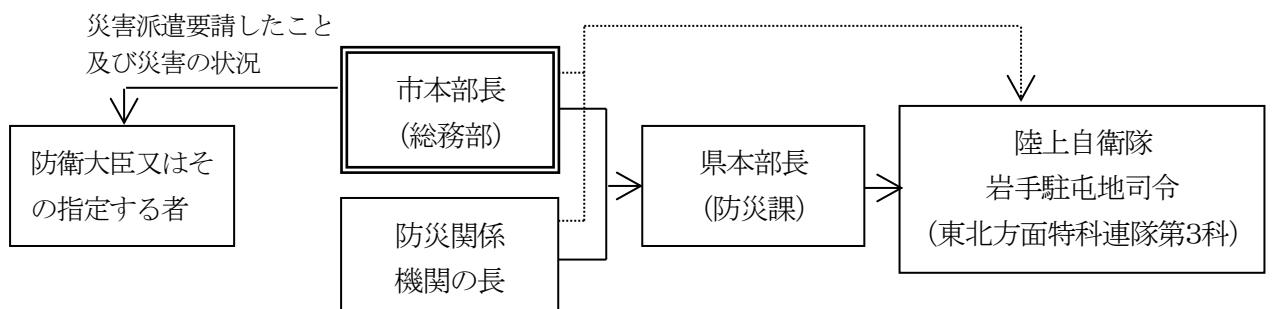 災害派遣要請したこと
及び災害の状況
市本部長
(総務部)
防衛大臣又はそ
の指定する者
防災関係
機関の長
県本部長
(防災課)
陸上自衛隊
岩手駐屯地司令
(東北方面特科連隊第3科)